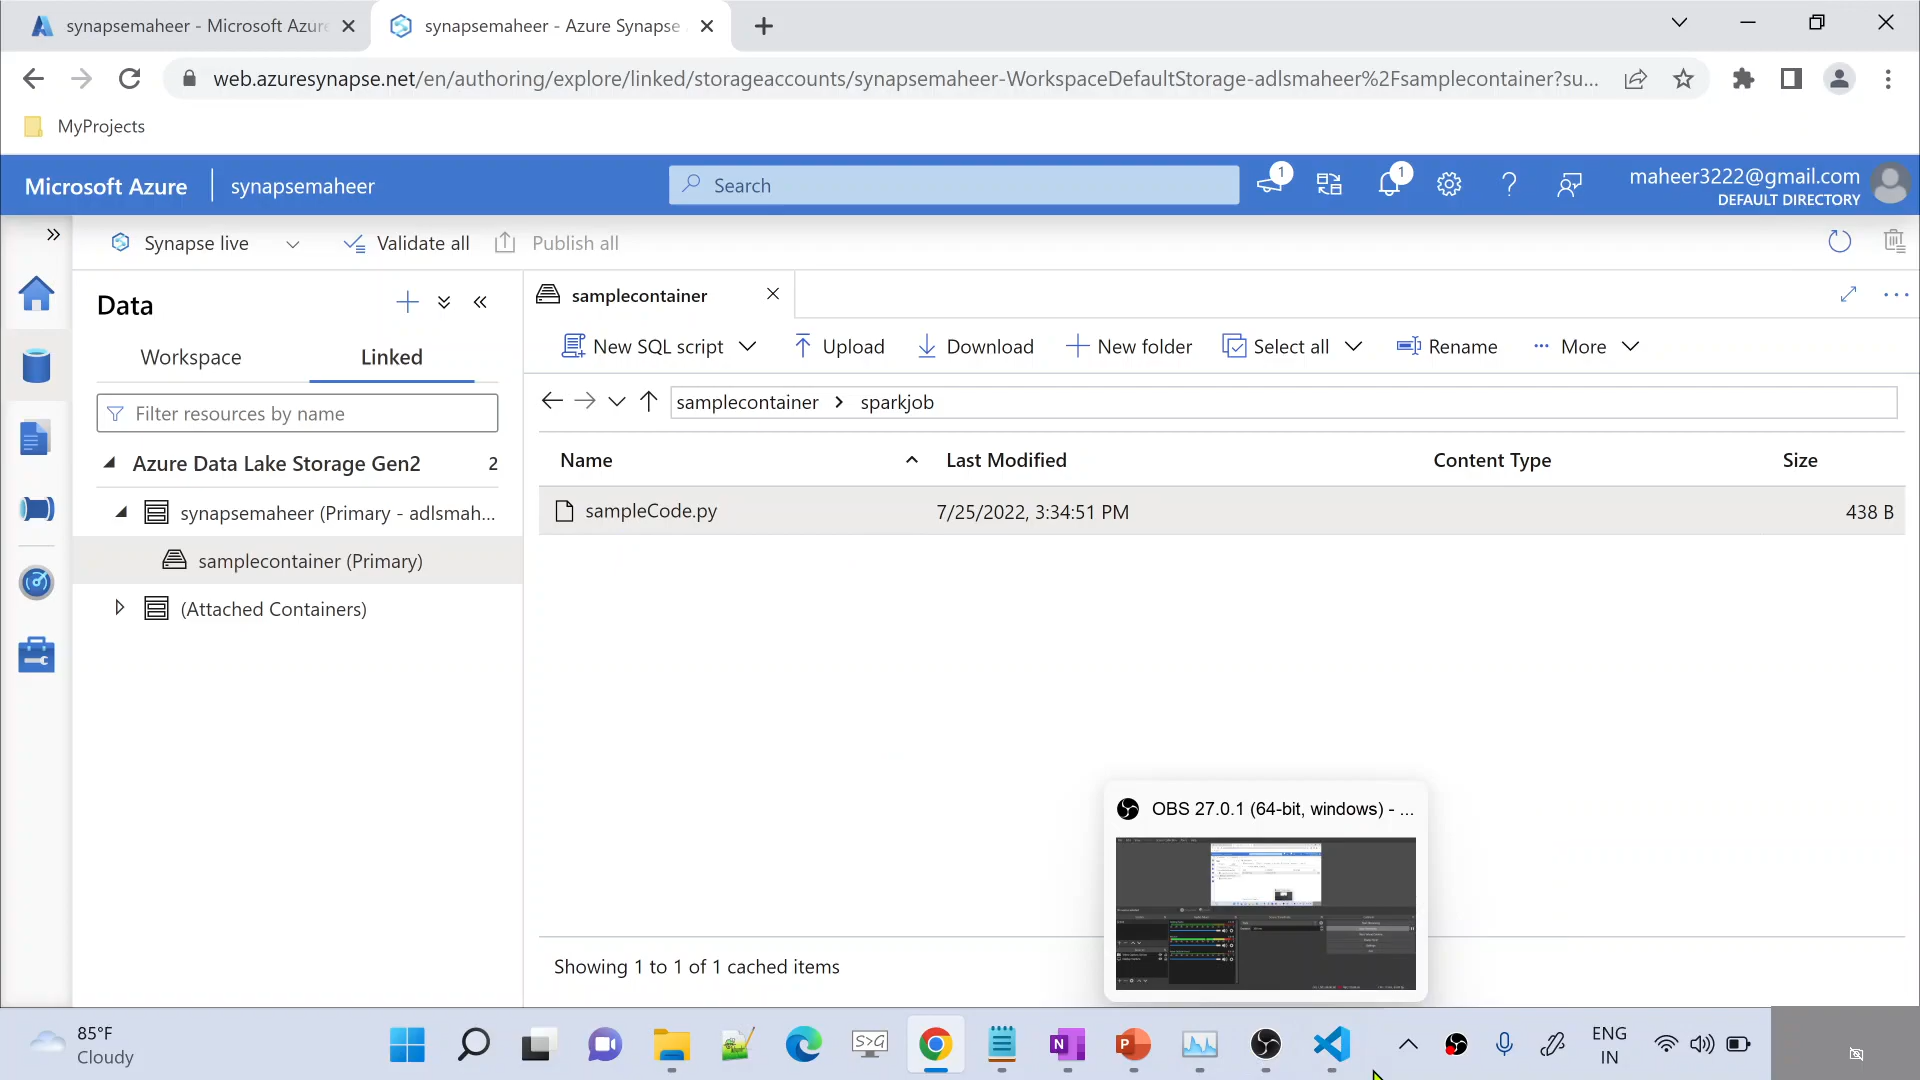 synapsemaheer - Microsoft Azure
synapsemaheer - Azure Synapse
web.azuresynapse.net/en/authoring/explore/linked/storageaccounts/synapsemaheer-WorkspaceDefaultStorage-adlsmaheer%2Fsamplecontainer?su...
MyProjects
Microsoft Azure
synapsemaheer
Search
1
1
maheer3222@gmail.com
DEFAULT DIRECTORY
Synapse live
Validate all
Publish all
Data
samplecontainer
Workspace
Linked
New SQL script
Upload
Download
New folder
Select all
Rename
More
Filter resources by name
samplecontainer > sparkjob
Azure Data Lake Storage Gen2 2
Name
Last Modified
Content Type
Size
synapsemaheer (Primary - adlsmah...
sampleCode.py
7/25/2022, 3:34:51 PM
438 B
samplecontainer (Primary)
(Attached Containers)
OBS 27.0.1 (64-bit, windows) - ...
Showing 1 to 1 of 1 cached items
85°F
Cloudy
S>G
N
P
ENG
IN